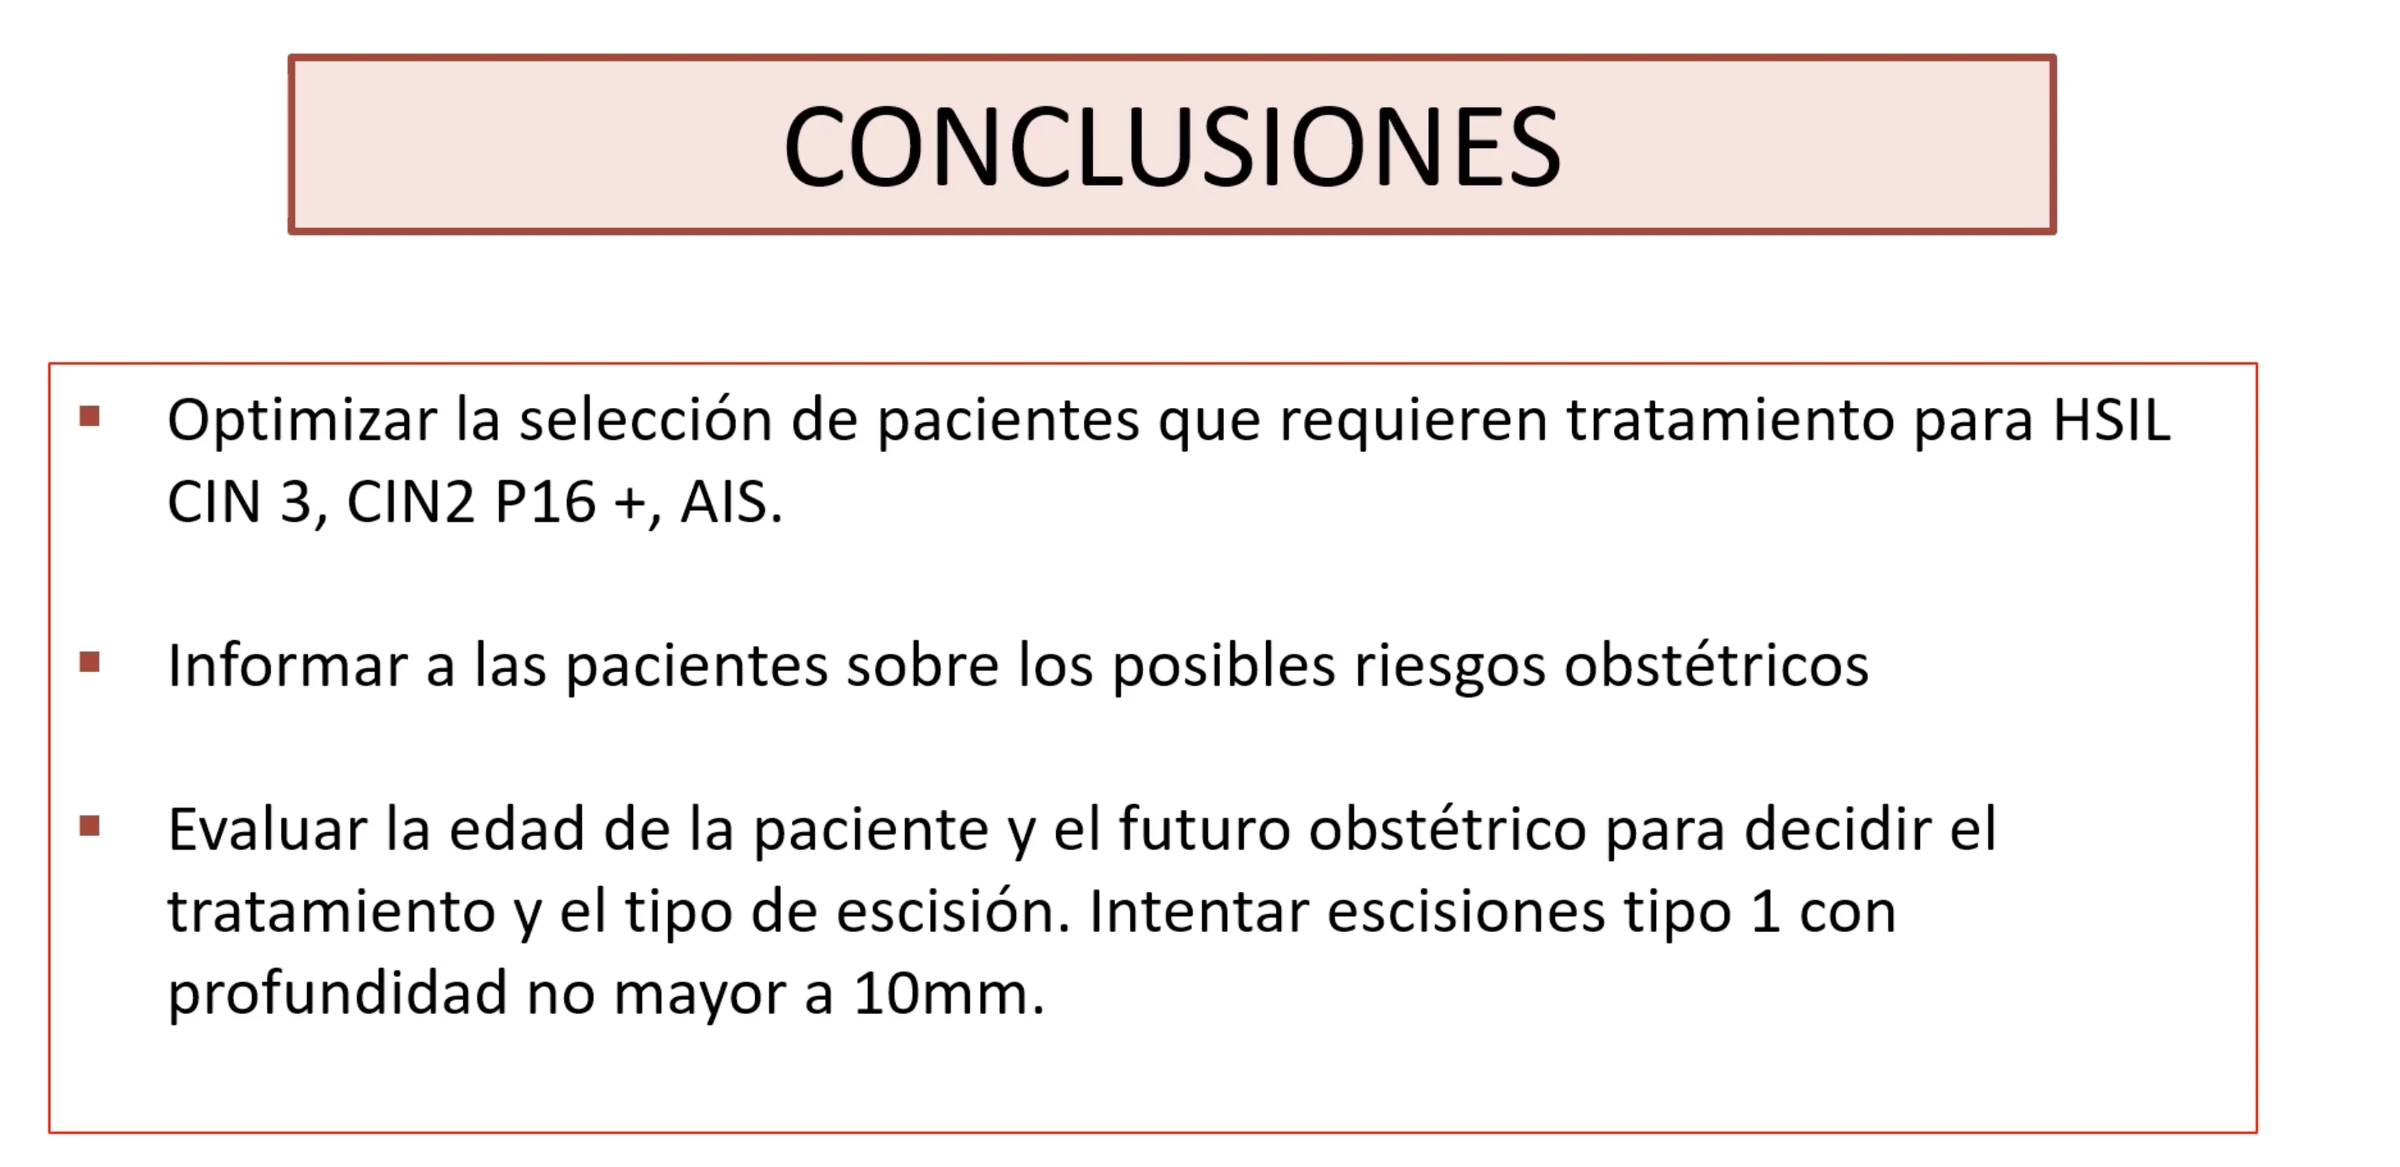 CONCLUSIONES
▪ Optimizar la selección de pacientes que requieren tratamiento para HSIL
CIN 3, CIN2 P16 +, AIS.
▪ Informar a las pacientes sobre los posibles riesgos obstétricos
▪ Evaluar la edad de la paciente y el futuro obstétrico para decidir el
tratamiento y el tipo de escisión. Intentar escisiones tipo 1 con
profundidad no mayor a 10mm.